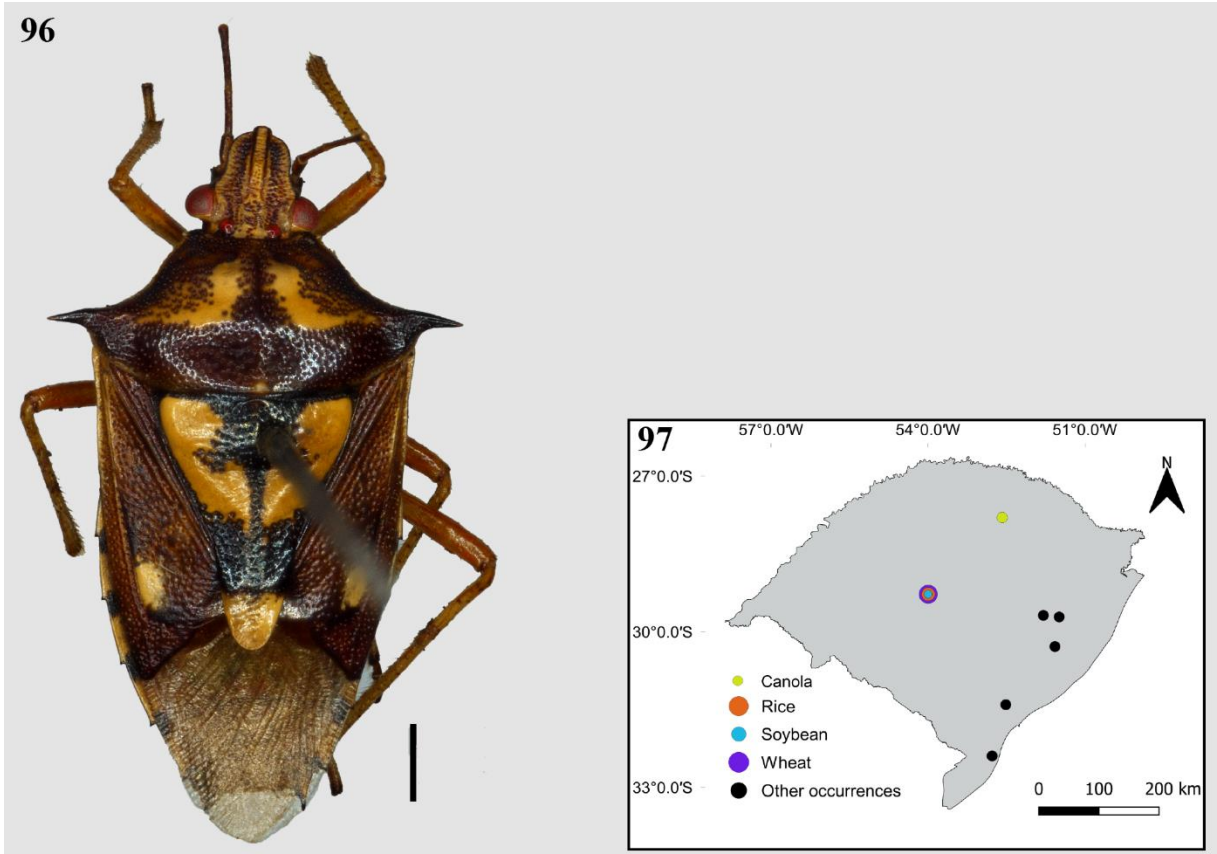 96
97
57°0.0'W 54°0.0'W 51°0.0'W
N
27°0.0'S
30°0.0'S
33°0.0'S
Canola
Rice
Soybean
Wheat
Other occurrences
0 100 200 km